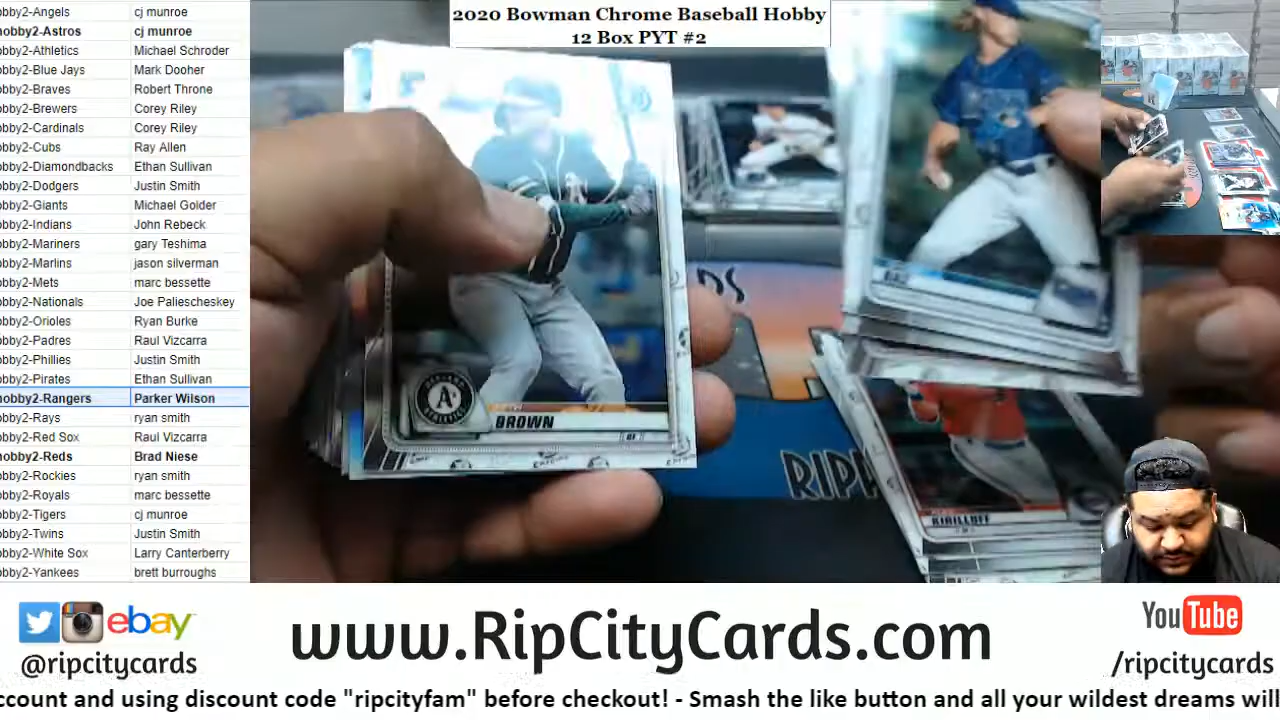 2020 Bowman Chrome Baseball Hobby
12 Box PYT #2
obby2-Angels cj munroe
hobby2-Astros cj munroe
obby2-Athletics Michael Schroder
obby2-Blue Jays Mark Dooher
obby2-Braves Robert Throne
obby2-Brewers Corey Riley
obby2-Cardinals Corey Riley
obby2-Cubs Ray Allen
obby2-Diamondbacks Ethan Sullivan
obby2-Dodgers Justin Smith
obby2-Giants Michael Golder
obby2-Indians John Rebeck
obby2-Mariners gary Teshima
obby2-Marlins jason silverman
obby2-Mets marc bessette
obby2-Nationals Joe Paliescheskey
obby2-Orioles Ryan Burke
obby2-Padres Raul Vizcarra
obby2-Phillies Justin Smith
obby2-Pirates Ethan Sullivan
hobby2-Rangers Parker Wilson
obby2-Rays ryan smith
obby2-Red Sox Raul Vizcarra
obby2-Reds Brad Niese
obby2-Rockies ryan smith
obby2-Royals marc bessette
obby2-Tigers cj munroe
obby2-Twins Justin Smith
obby2-White Sox Larry Canterberry
obby2-Yankees brett burroughs
A's
BROWN
OF
DS
RIPP
KIRILLOFF
ebay
@ripcitycards
www.RipCityCards.com
YouTube
/ripcitycards
ccount and using discount code "ripcityfam" before checkout! - Smash the like button and all your wildest dreams will